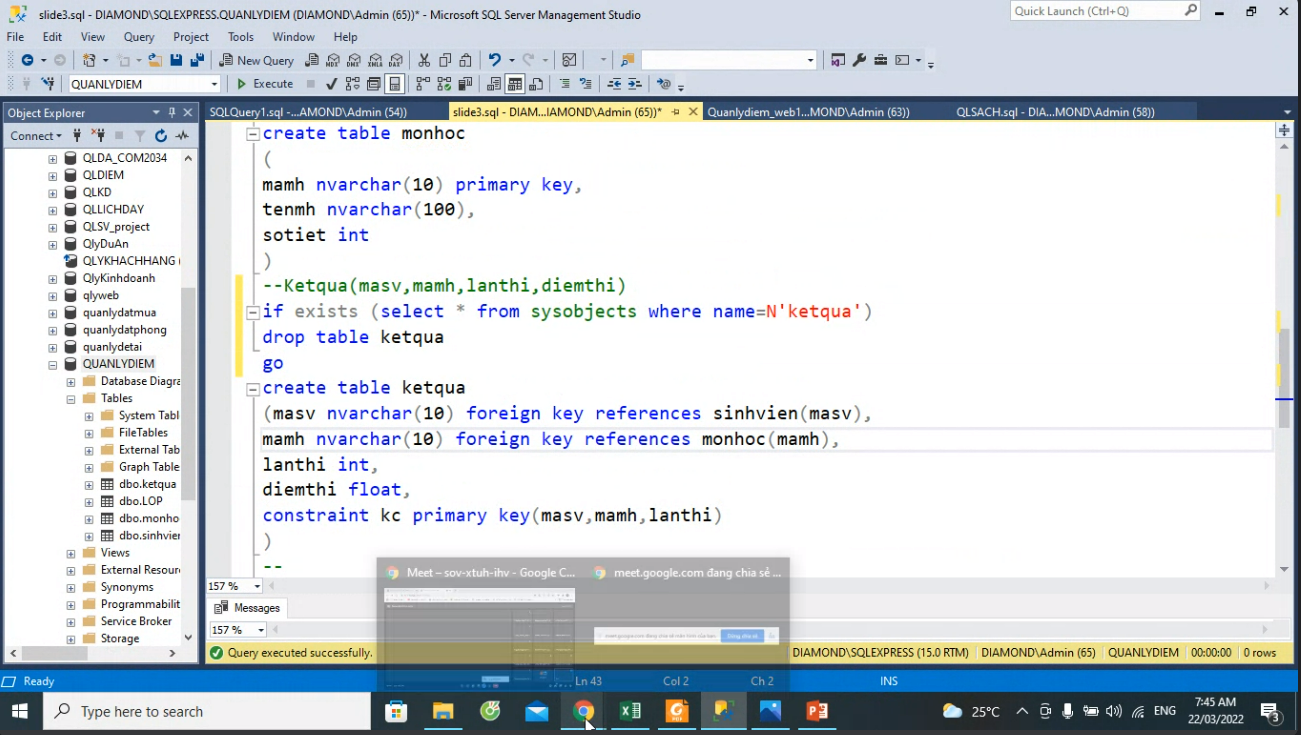 slide3.sql - DIAMOND\SQLEXPRESS.QUANLYDIEM (DIAMOND\Admin (65))* - Microsoft SQL Server Management Studio
Quick Launch (Ctrl+Q)
File Edit View Query Project Tools Window Help
New Query
QUANLYDIEM Execute
Object Explorer
SQLQuery1.sql -...AMOND\Admin (54)) slide3.sql - DIAM...IAMOND\Admin (65))* Quanlydiem_web1...MOND\Admin (63)) QLSACH.sql - DIA...MOND\Admin (58))
Connect
QLDA_COM2034
QLDIEM
QLKD
QLLICHDAY
QLSV_project
QlyDuAn
QLYKHACHHANG (
QlyKinhdoanh
qlyweb
quanlydatmua
quanlydatphong
quanlydetai
QUANLYDIEM
Database Diagra
Tables
System Tabl
FileTables
External Tab
Graph Table
dbo.ketqua
dbo.LOP
dbo.monho
dbo.sinhvier
Views
External Resour
Synonyms
Programmabilit
Service Broker
Storage
create table monhoc
(
mamh nvarchar(10) primary key,
tenmh nvarchar(100),
sotiet int
)
--Ketqua(masv,mamh,lanthi,diemthi)
if exists (select * from sysobjects where name=N'ketqua')
drop table ketqua
go
create table ketqua
(masv nvarchar(10) foreign key references sinhvien(masv),
mamh nvarchar(10) foreign key references monhoc(mamh),
lanthi int,
diemthi float,
constraint kc primary key(masv,mamh,lanthi)
)
--
157 %
Messages
157 %
Meet – sov-xtuh-ihv - Google C... meet.google.com đang chia sẻ ...
Query executed successfully. DIAMOND\SQLEXPRESS (15.0 RTM) DIAMOND\Admin (65) QUANLYDIEM 00:00:00 0 rows
Ready Ln 43 Col 2 Ch 2 INS
Type here to search
25°C ENG
7:45 AM
22/03/2022
3